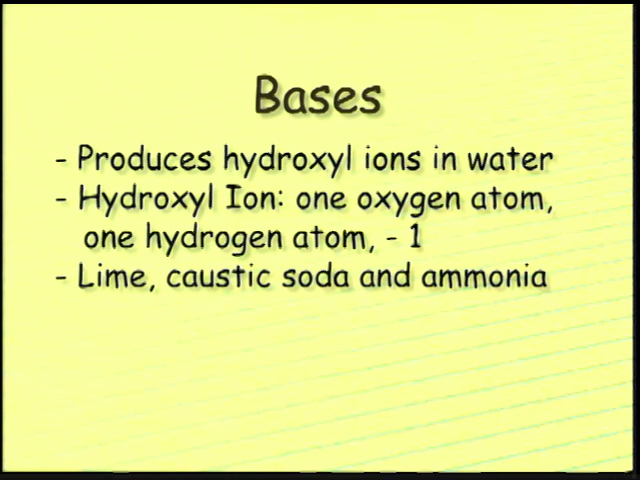 Bases
- Produces hydroxyl ions in water
- Hydroxyl Ion: one oxygen atom,
one hydrogen atom, - 1
- Lime, caustic soda and ammonia